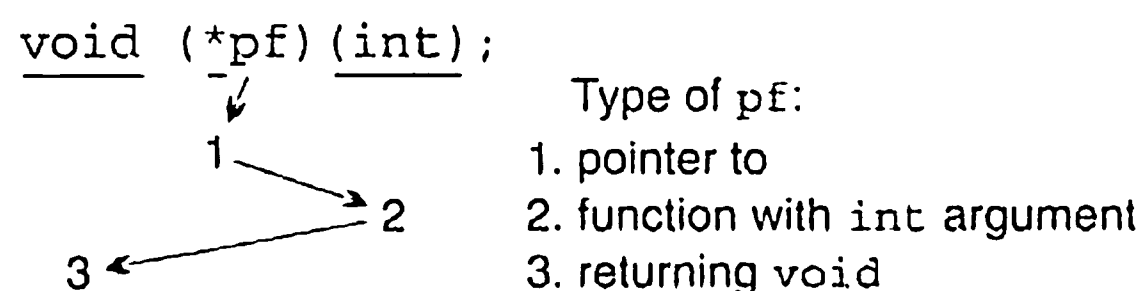 void (*pf)(int);
Type of pf:
1
1. pointer to
2
2. function with int argument
3
3. returning void